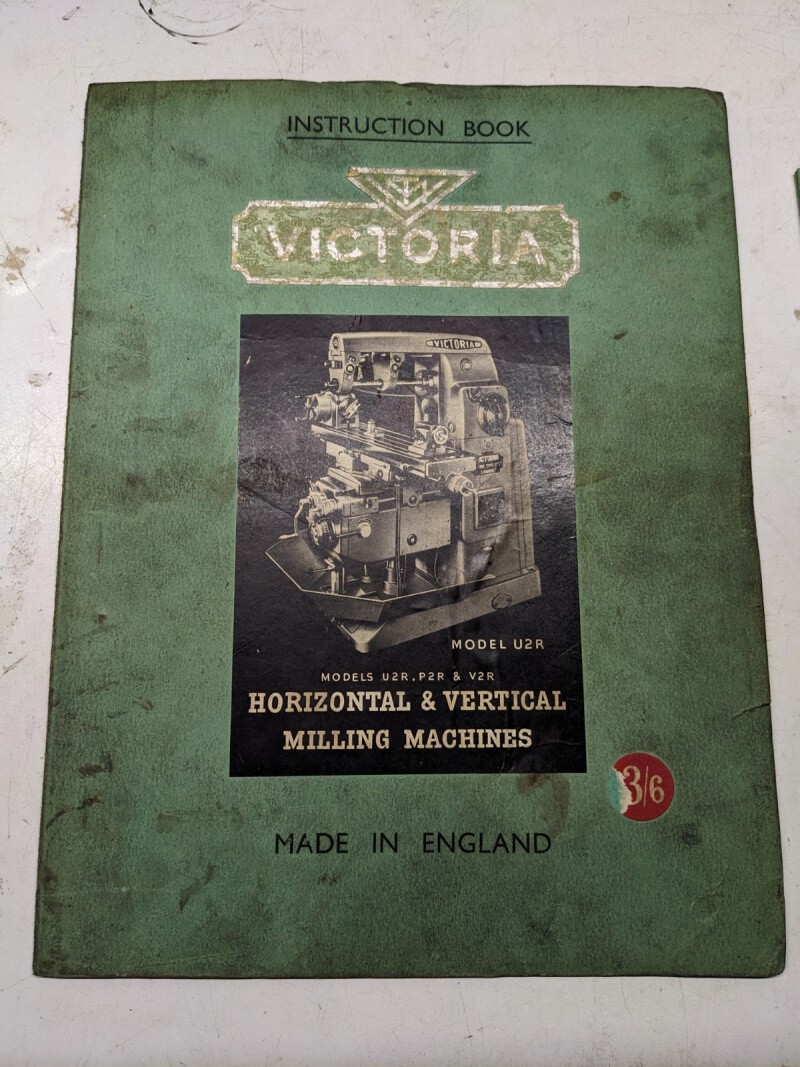 INSTRUCTION BOOK
VICTORIA
VICTORIA
MODEL U2R
MODELS U2R, P2R & V2R
HORIZONTAL & VERTICAL
MILLING MACHINES
3/6
MADE IN ENGLAND